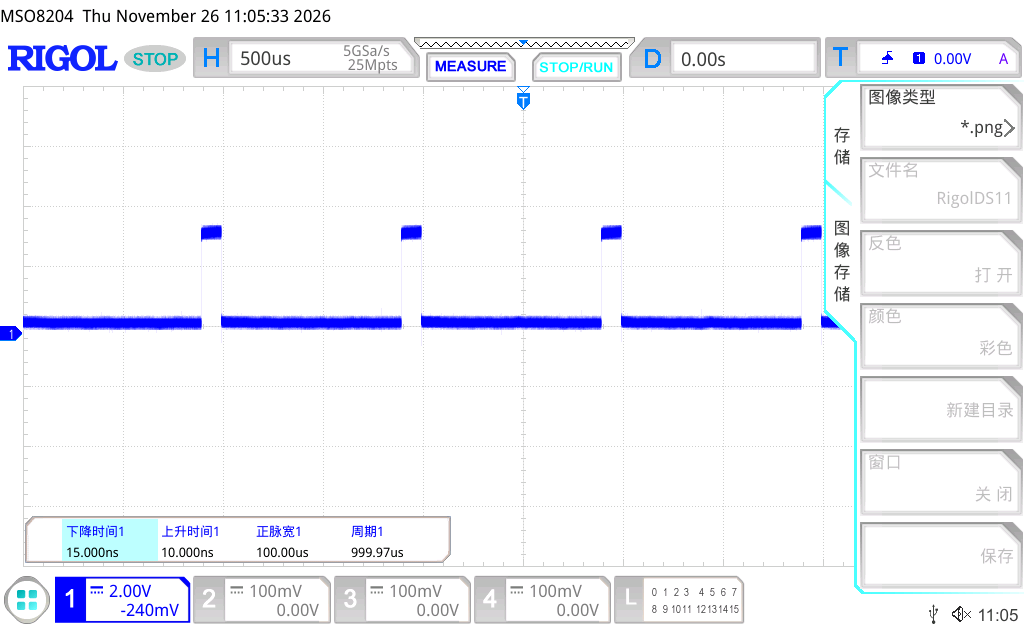 MSO8204 Thu November 26 11:05:33 2026
RIGOL STOP H 500us 5GSa/s 25Mpts MEASURE STOP/RUN D 0.00s T 1 0.00V A
T
存储
图像存储
图像类型
*.png
文件名
RigolDS11
反色
打开
颜色
彩色
新建目录
窗口
关闭
保存
1
下降时间1 上升时间1 正脉宽1 周期1
15.000ns 10.000ns 100.00us 999.97us
1 2.00V -240mV
2 100mV 0.00V
3 100mV 0.00V
4 100mV 0.00V
L 0 1 2 3 4 5 6 7
8 9 10 11 12 13 14 15
11:05